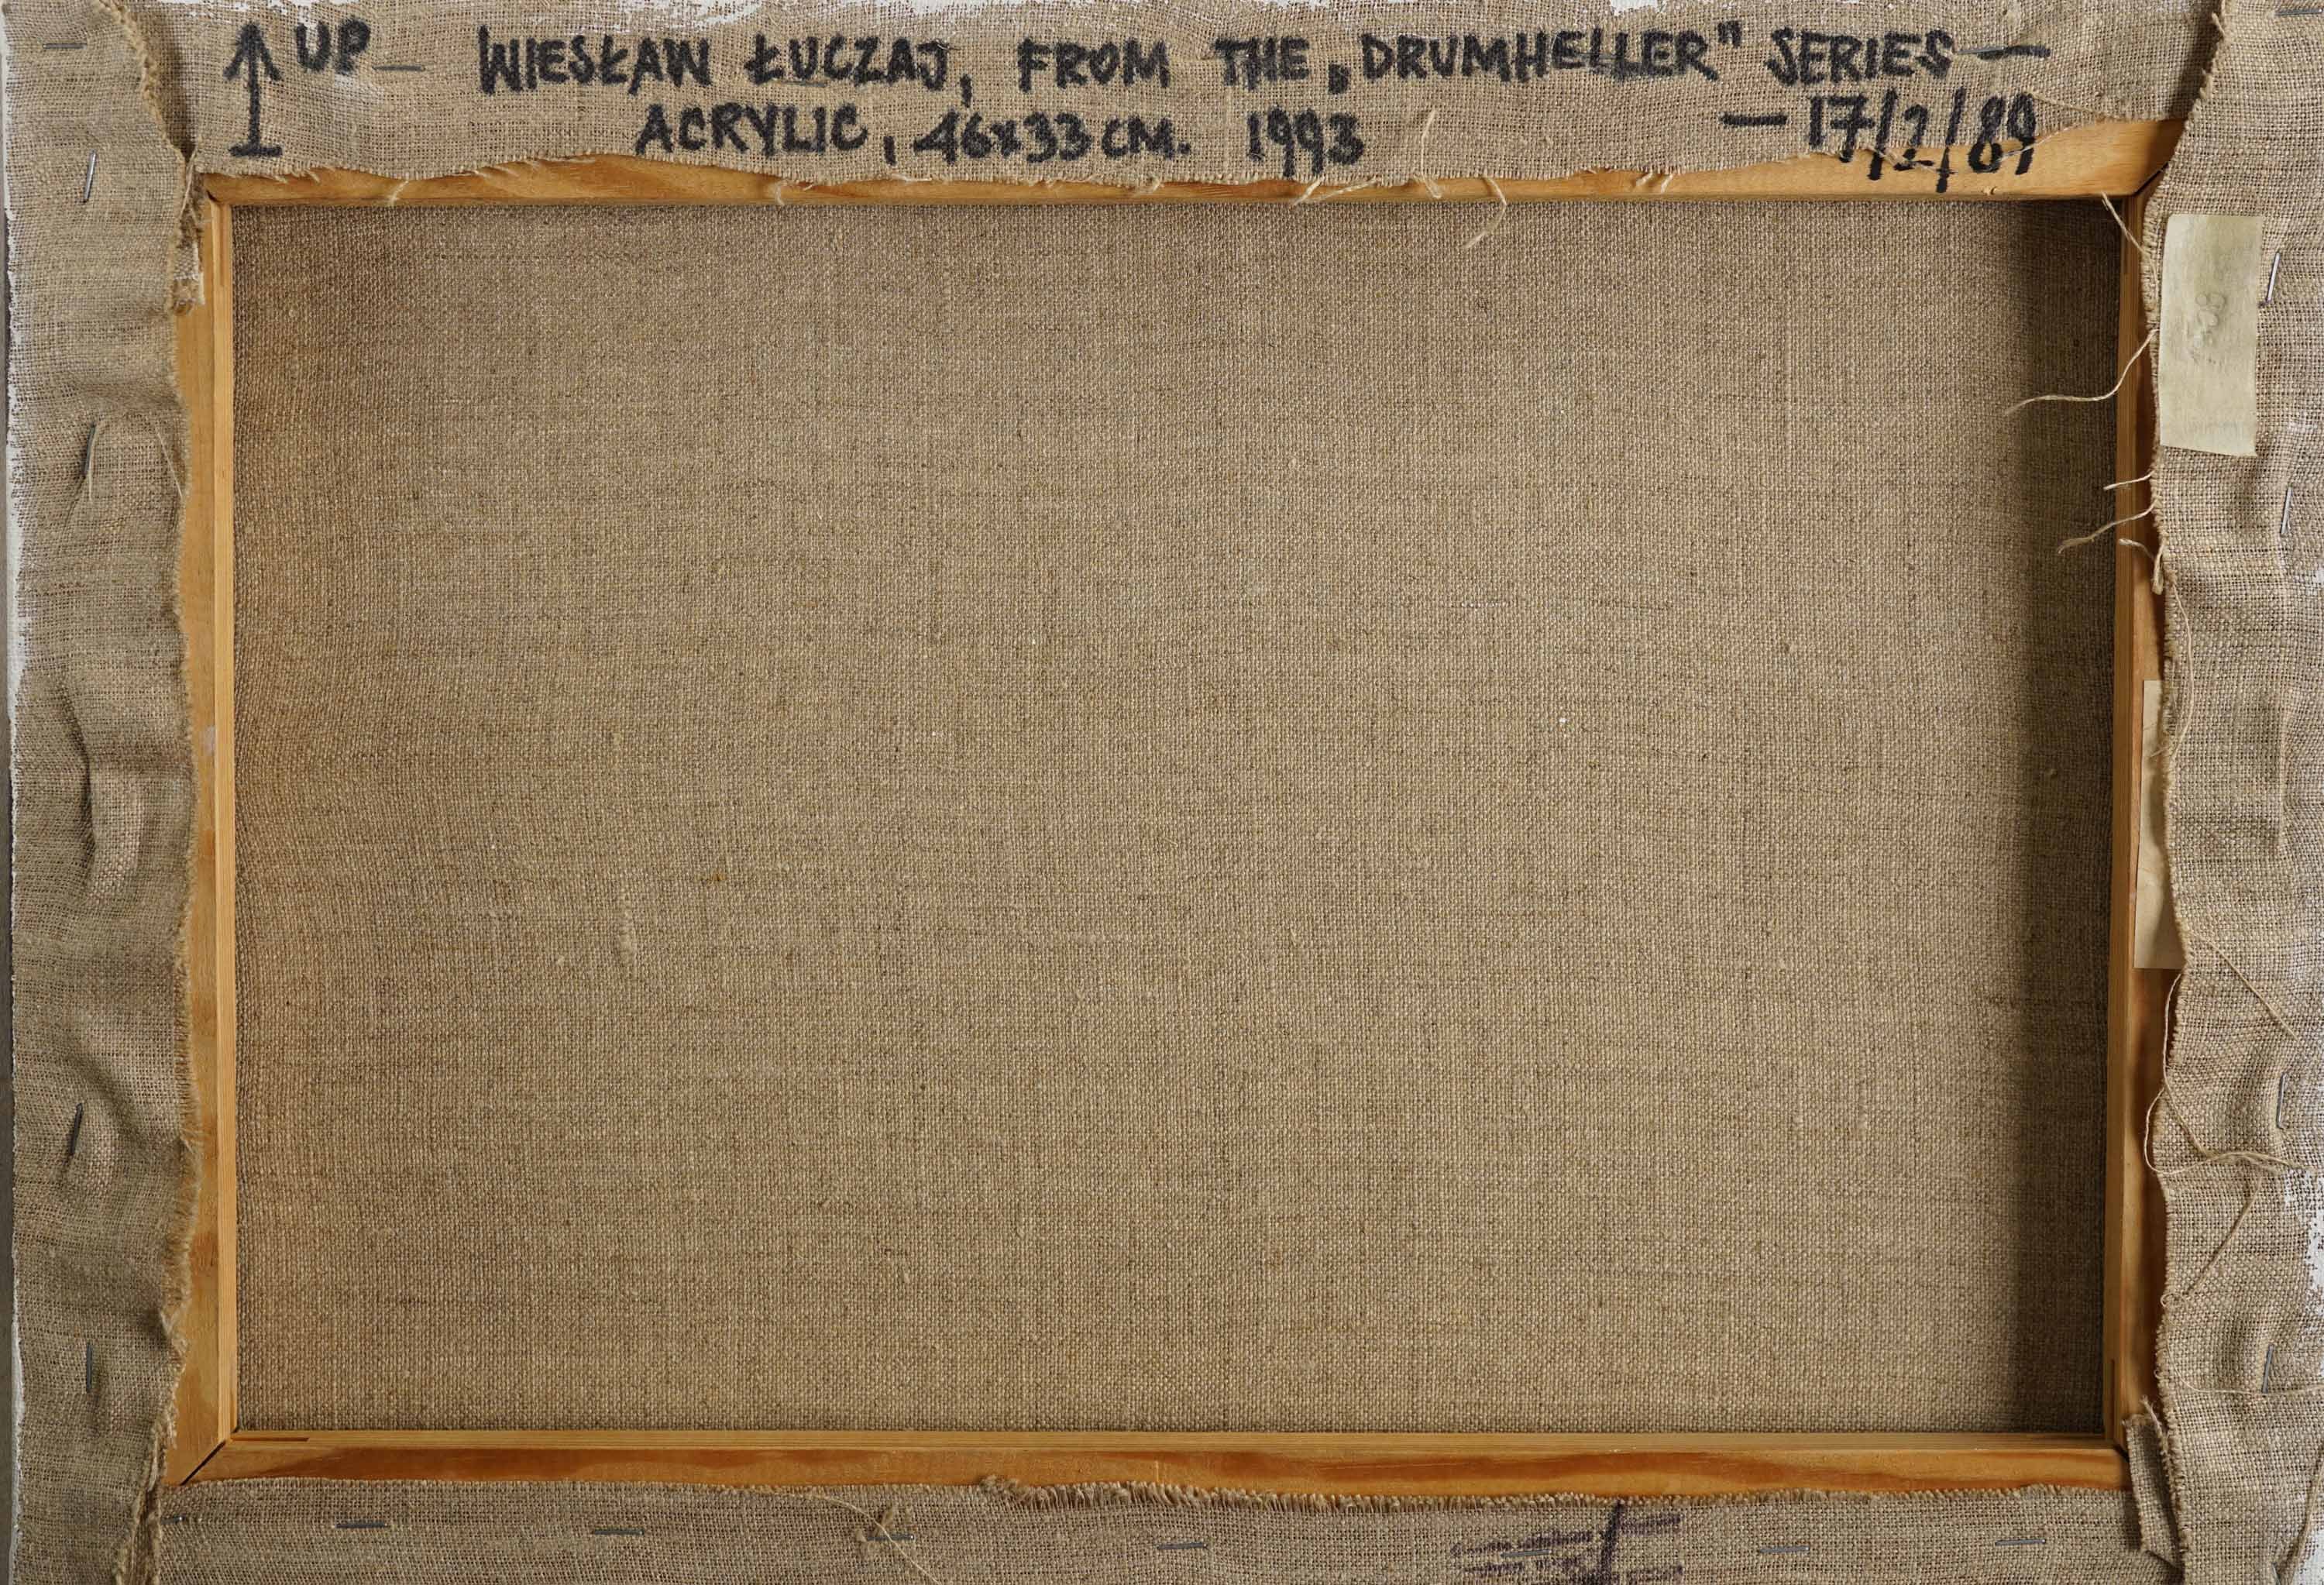 ↑ UP — WIESŁAW ŁUCZAJ, FROM THE „DRUMHELLER" SERIES —
ACRYLIC, 46x33 CM. 1993 — 17/2/89